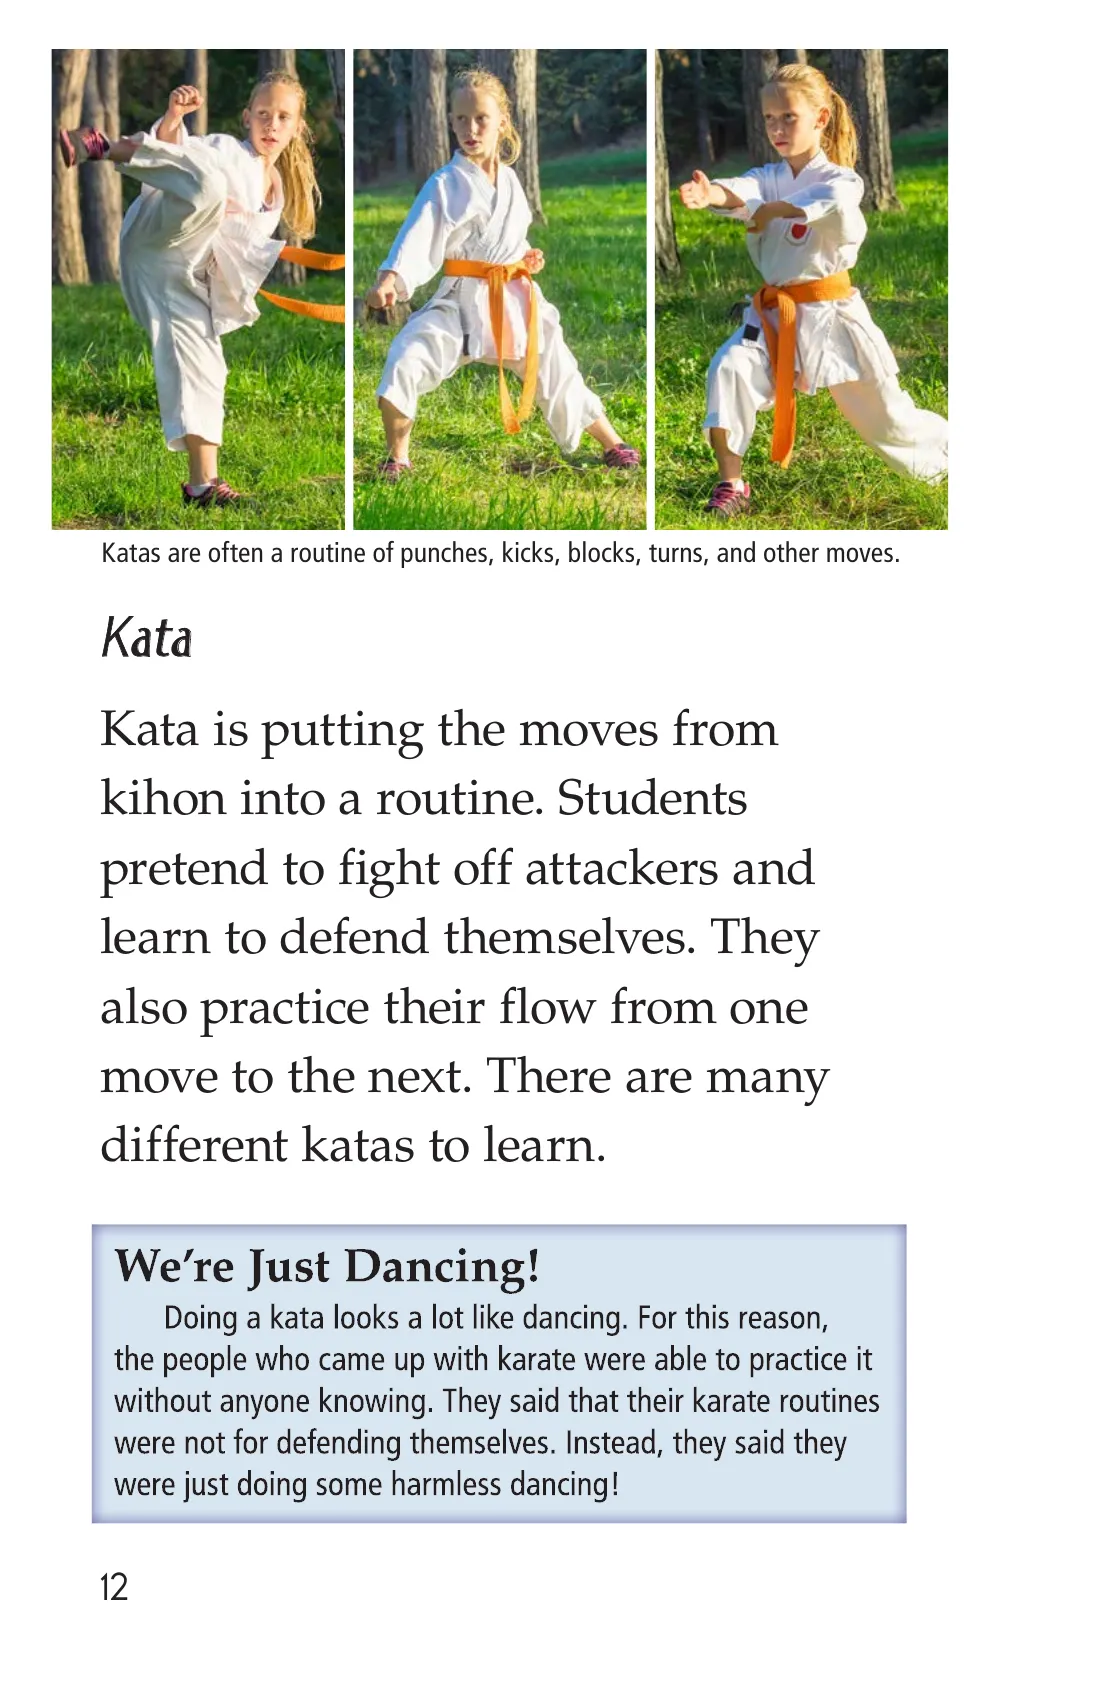 Katas are often a routine of punches, kicks, blocks, turns, and other moves.
Kata
Kata is putting the moves from
kihon into a routine. Students
pretend to fight off attackers and
learn to defend themselves. They
also practice their flow from one
move to the next. There are many
different katas to learn.
We’re Just Dancing!
Doing a kata looks a lot like dancing. For this reason,
the people who came up with karate were able to practice it
without anyone knowing. They said that their karate routines
were not for defending themselves. Instead, they said they
were just doing some harmless dancing!
12